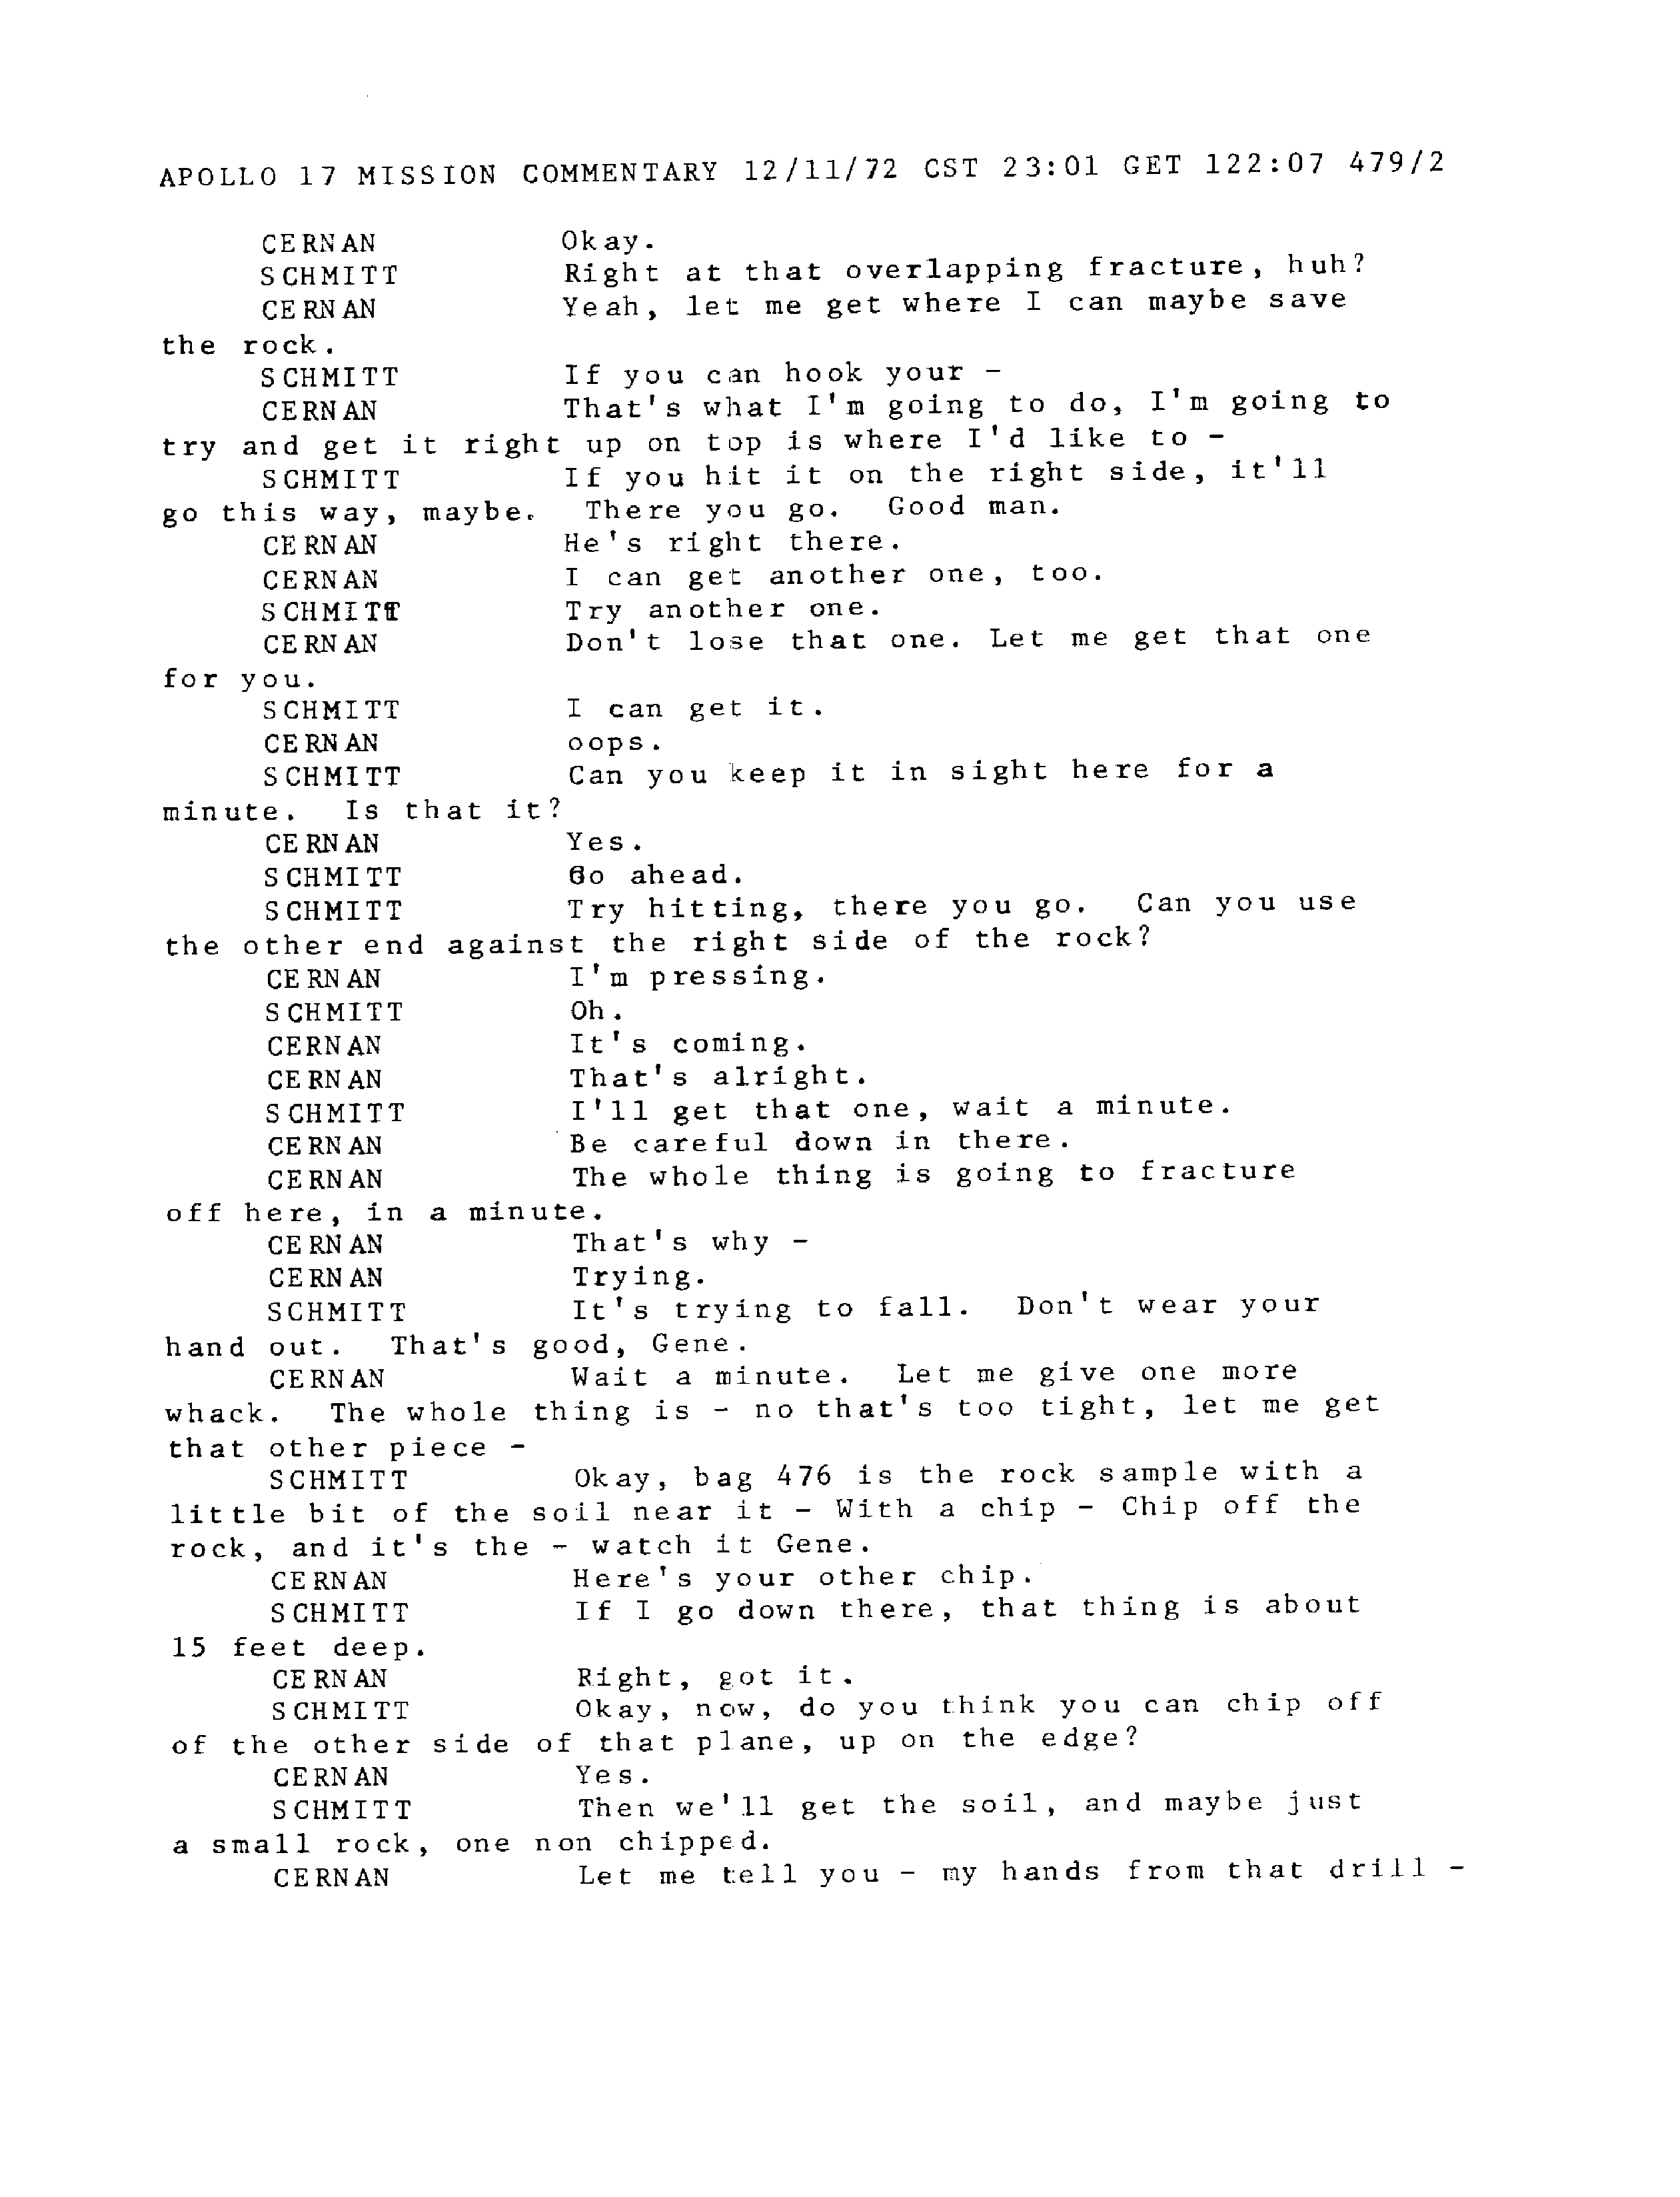 APOLLO 17 MISSION COMMENTARY 12/11/72 CST 23:01 GET 122:07 479/2
CERNAN Okay.
SCHMITT Right at that overlapping fracture, huh?
CERNAN Yeah, let me get where I can maybe save
the rock.
SCHMITT If you can hook your -
CERNAN That's what I'm going to do, I'm going to
try and get it right up on top is where I'd like to -
SCHMITT If you hit it on the right side, it'll
go this way, maybe. There you go. Good man.
CERNAN He's right there.
CERNAN I can get another one, too.
SCHMITT Try another one.
CERNAN Don't lose that one. Let me get that one
for you.
SCHMITT I can get it.
CERNAN oops.
SCHMITT Can you keep it in sight here for a
minute. Is that it?
CERNAN Yes.
SCHMITT Go ahead.
SCHMITT Try hitting, there you go. Can you use
the other end against the right side of the rock?
CERNAN I'm pressing.
SCHMITT Oh.
CERNAN It's coming.
CERNAN That's alright.
SCHMITT I'll get that one, wait a minute.
CERNAN Be careful down in there.
CERNAN The whole thing is going to fracture
off here, in a minute.
CERNAN That's why -
CERNAN Trying.
SCHMITT It's trying to fall. Don't wear your
hand out. That's good, Gene.
CERNAN Wait a minute. Let me give one more
whack. The whole thing is - no that's too tight, let me get
that other piece -
SCHMITT Okay, bag 476 is the rock sample with a
little bit of the soil near it - With a chip - Chip off the
rock, and it's the - watch it Gene.
CERNAN Here's your other chip.
SCHMITT If I go down there, that thing is about
15 feet deep.
CERNAN Right, got it.
SCHMITT Okay, now, do you think you can chip off
of the other side of that plane, up on the edge?
CERNAN Yes.
SCHMITT Then we'll get the soil, and maybe just
a small rock, one non chipped.
CERNAN Let me tell you - my hands from that drill -